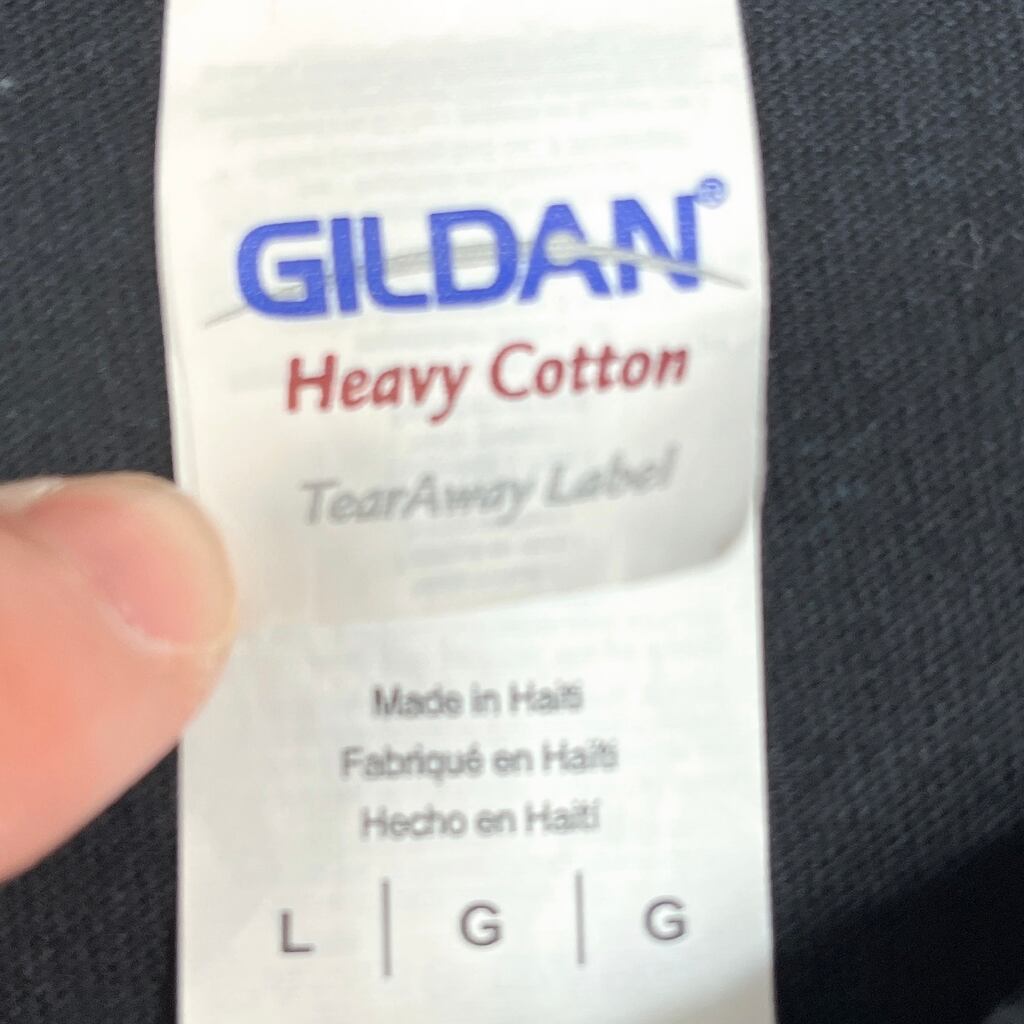 GILDAN®
Heavy Cotton
TearAway Label
Made in Haiti
Fabriqué en Haïti
Hecho en Haití
L | G | G